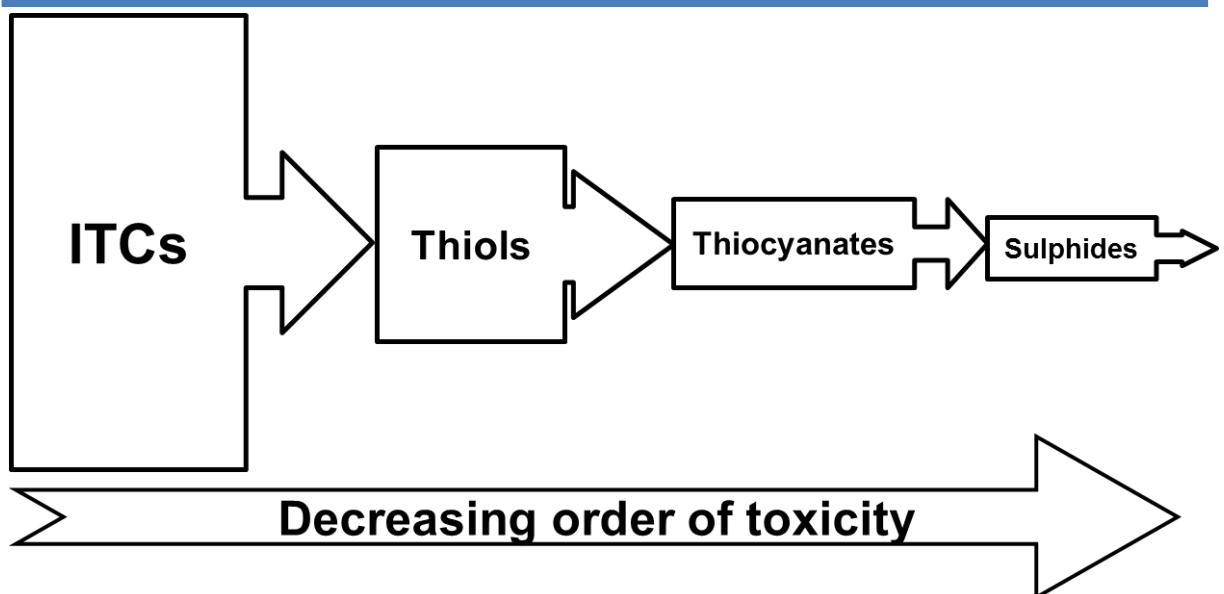 ITCs
Thiols
Thiocyanates
Sulphides
Decreasing order of toxicity